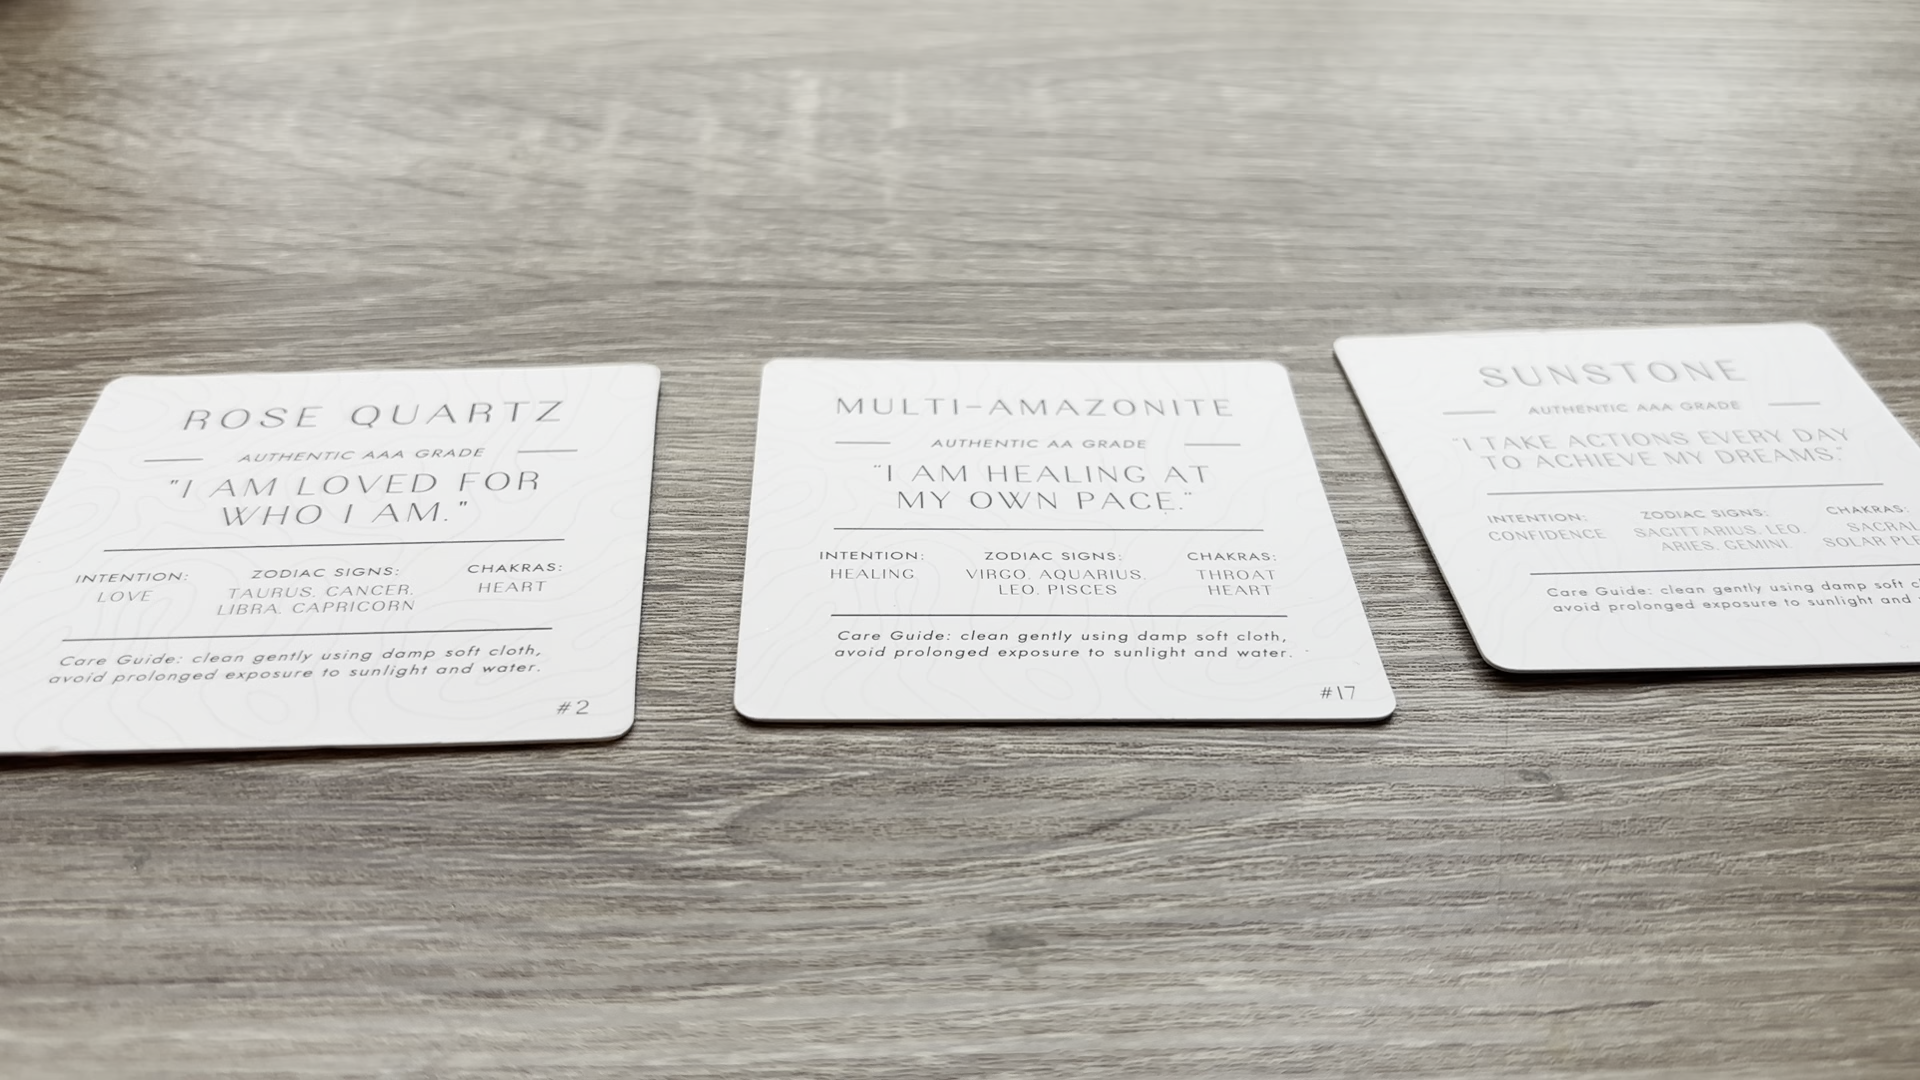 ROSE QUARTZ
AUTHENTIC AAA GRADE
"I AM LOVED FOR
WHO I AM."
INTENTION:
LOVE
ZODIAC SIGNS:
TAURUS, CANCER,
LIBRA, CAPRICORN
CHAKRAS:
HEART
Care Guide: clean gently using damp soft cloth,
avoid prolonged exposure to sunlight and water.
#2
MULTI-AMAZONITE
AUTHENTIC AA GRADE
"I AM HEALING AT
MY OWN PACE."
INTENTION:
HEALING
ZODIAC SIGNS:
VIRGO, AQUARIUS,
LEO, PISCES
CHAKRAS:
THROAT
HEART
Care Guide: clean gently using damp soft cloth,
avoid prolonged exposure to sunlight and water.
#17
SUNSTONE
AUTHENTIC AAA GRADE
"I TAKE ACTIONS EVERY DAY
TO ACHIEVE MY DREAMS."
INTENTION:
CONFIDENCE
ZODIAC SIGNS:
SAGITTARIUS, LEO,
ARIES, GEMINI
CHAKRAS:
SACRAL
SOLAR
Care Guide: clean gently using damp soft
avoid prolonged exposure to sunlight and